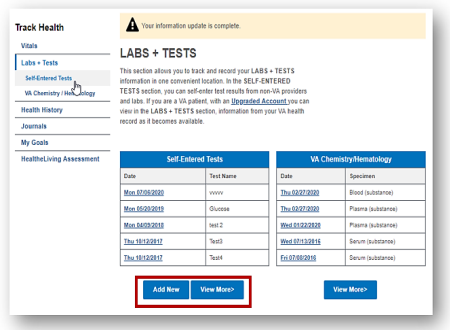 Track Health
Vitals
Labs + Tests
Self-Entered Tests
VA Chemistry / Hematology
Health History
Journals
My Goals
HealtheLiving Assessment
Your information update is complete.
LABS + TESTS
This section allows you to track and record your LABS + TESTS
information in one convenient location. In the SELF-ENTERED
TESTS section, you can self-enter test results from non-VA providers
and labs. If you are a VA patient, with an Upgraded Account you can
view in the LABS + TESTS section, information from your VA health
record as it becomes available.
Self-Entered Tests
Date Test Name
Mon 07/06/2020 vvvvv
Mon 05/20/2019 Glucose
Mon 04/09/2018 test 2
Thu 10/12/2017 Test3
Thu 10/12/2017 Test4
Add New View More>
VA Chemistry/Hematology
Date Specimen
Thu 02/27/2020 Blood (substance)
Thu 02/27/2020 Plasma (substance)
Wed 01/22/2020 Plasma (substance)
Wed 07/13/2016 Serum (substance)
Fri 07/08/2016 Serum (substance)
View More>